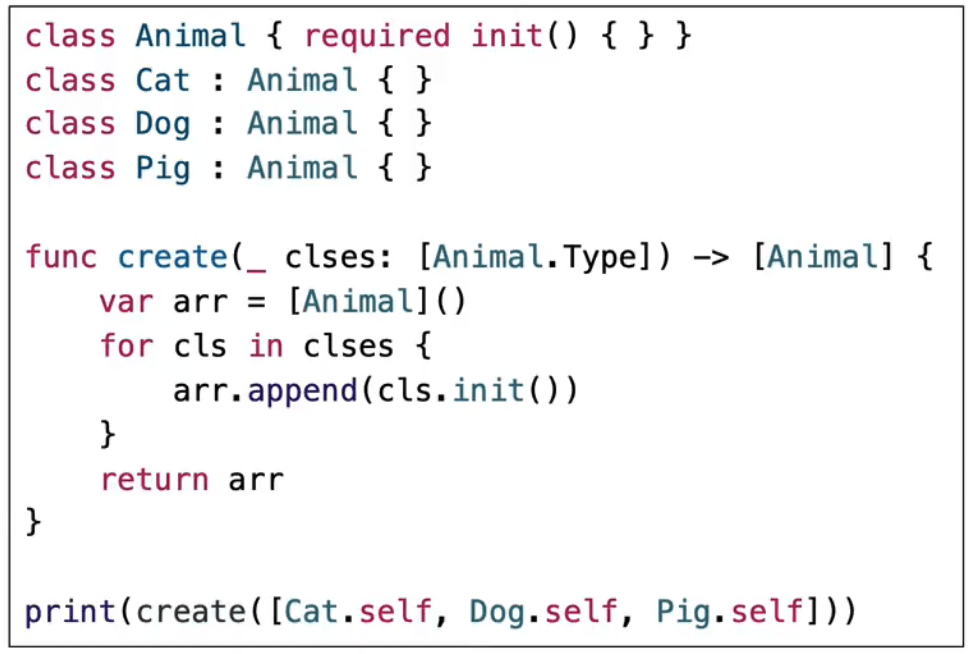 class Animal { required init() { } }
class Cat : Animal { }
class Dog : Animal { }
class Pig : Animal { }

func create(_ clses: [Animal.Type]) -> [Animal] {
    var arr = [Animal]()
    for cls in clses {
        arr.append(cls.init())
    }
    return arr
}

print(create([Cat.self, Dog.self, Pig.self]))